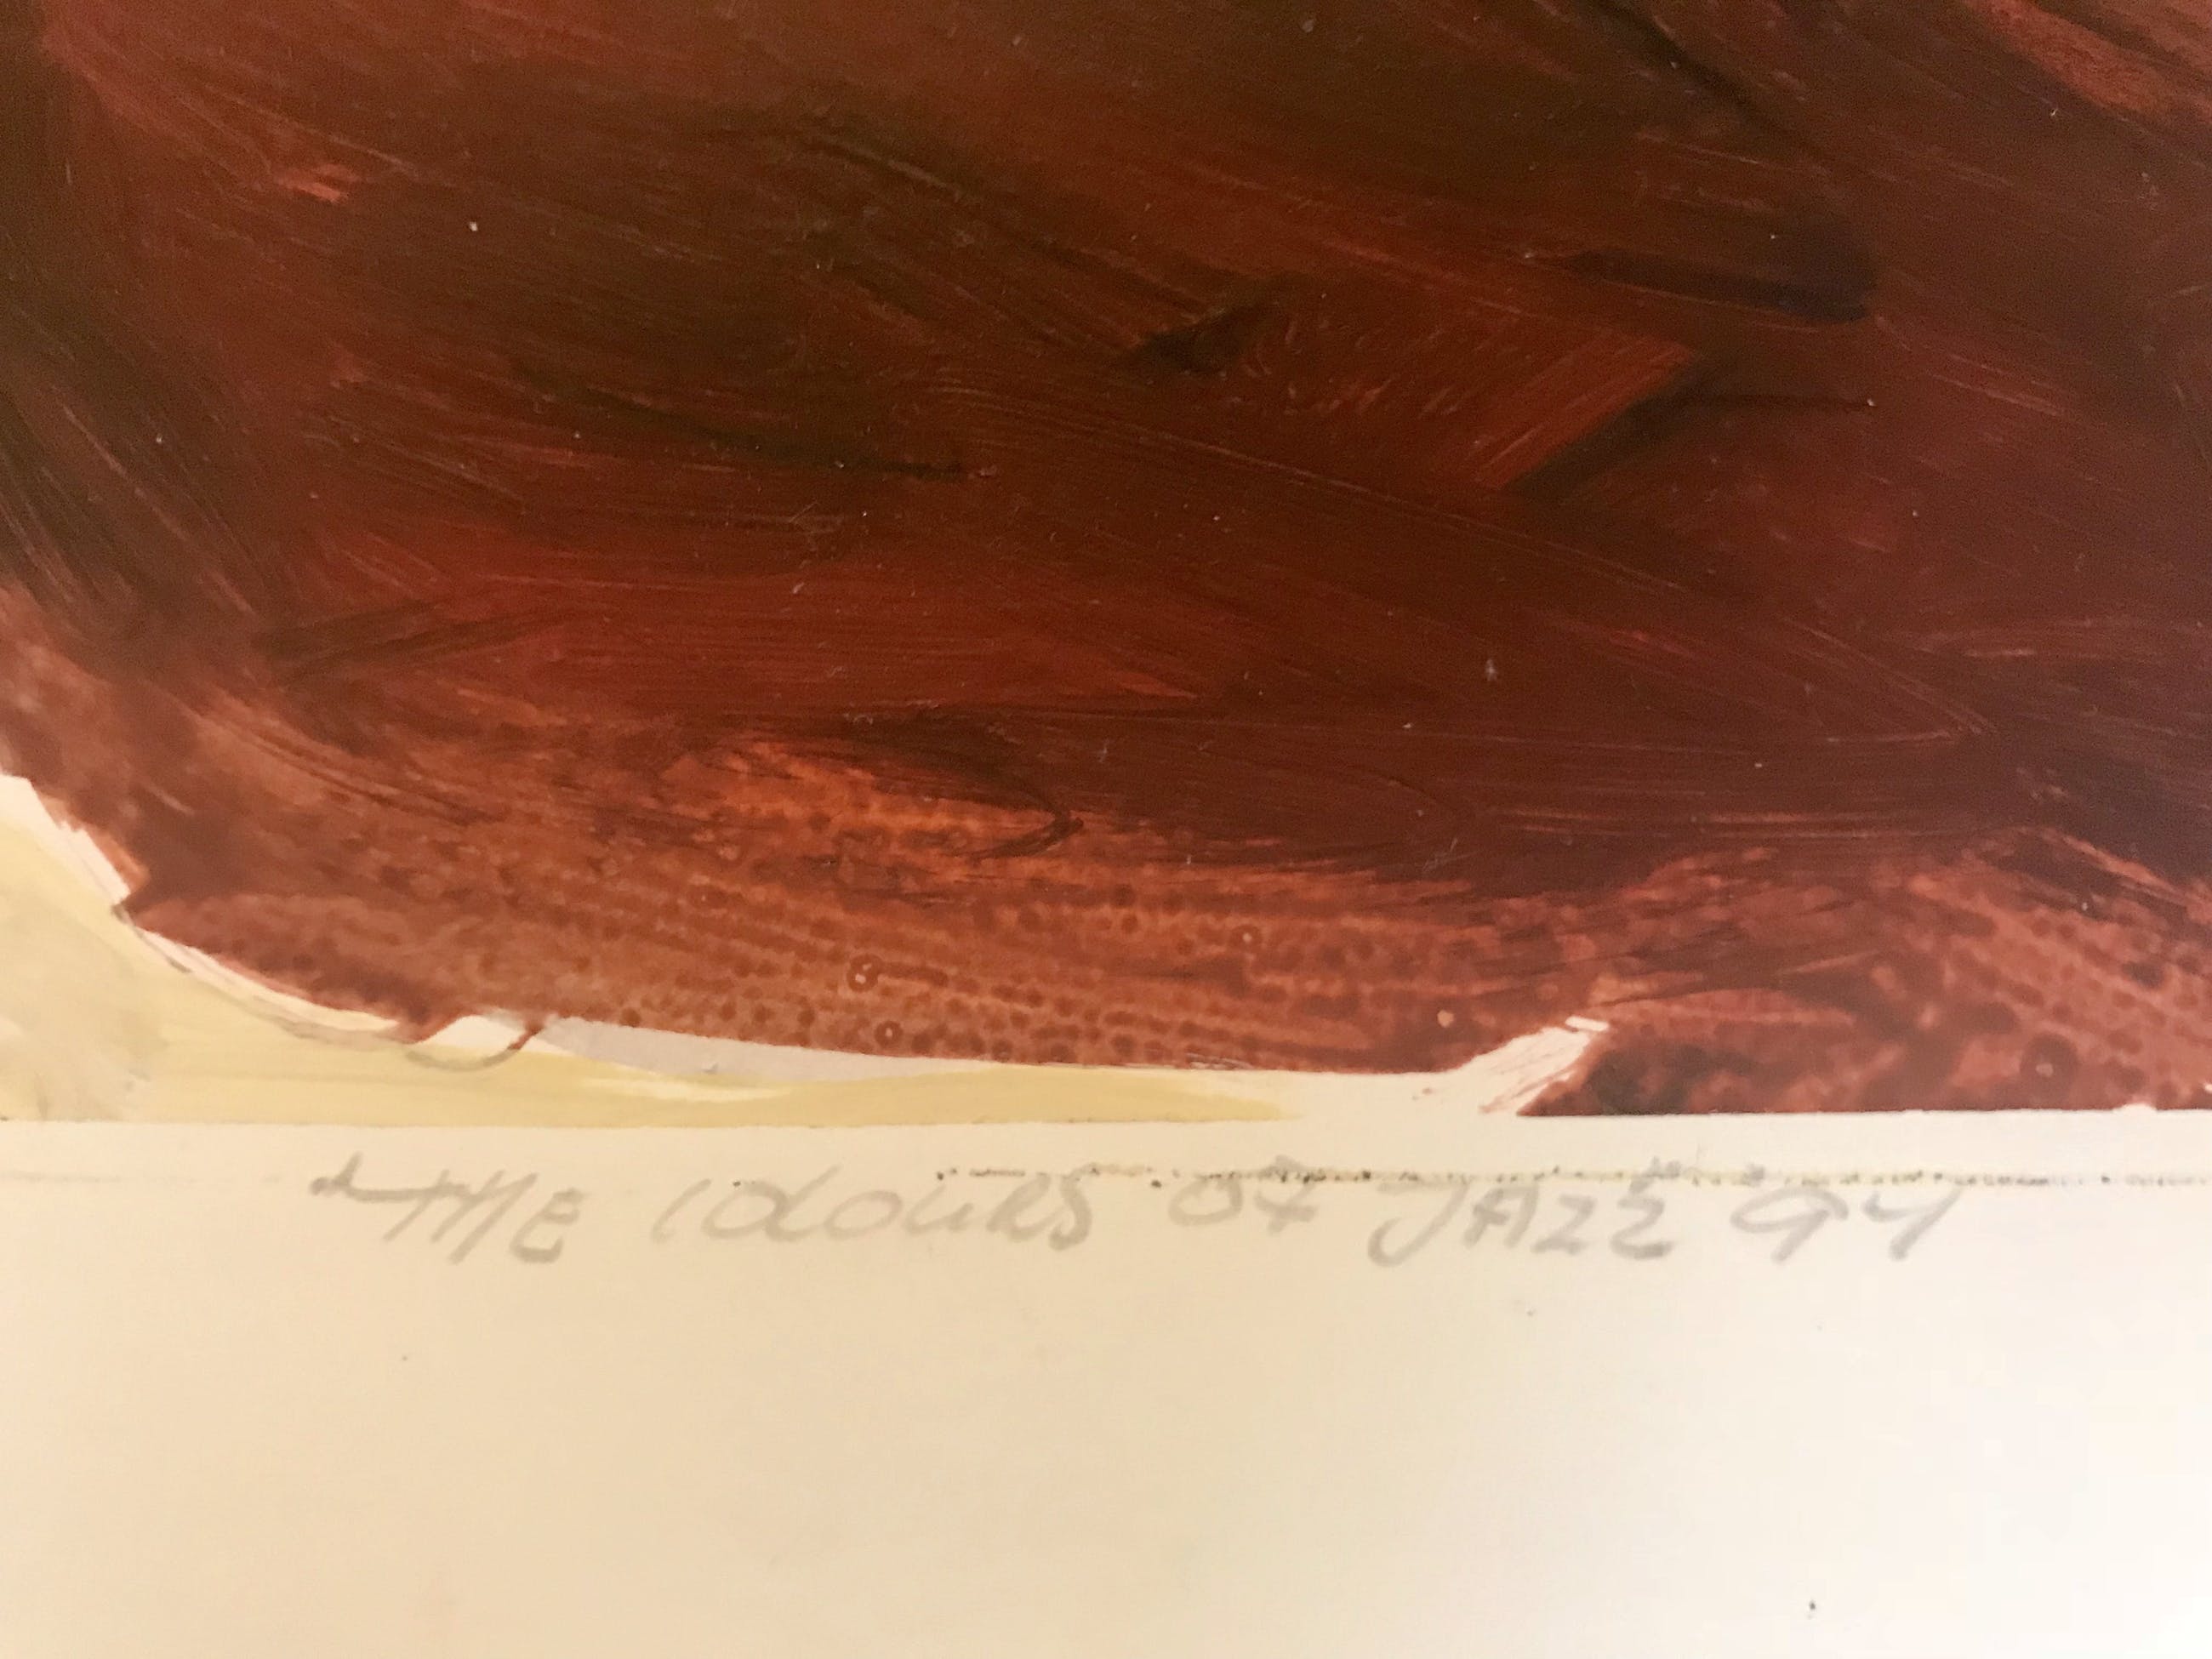 THE COLOURS OF JAZZ 94